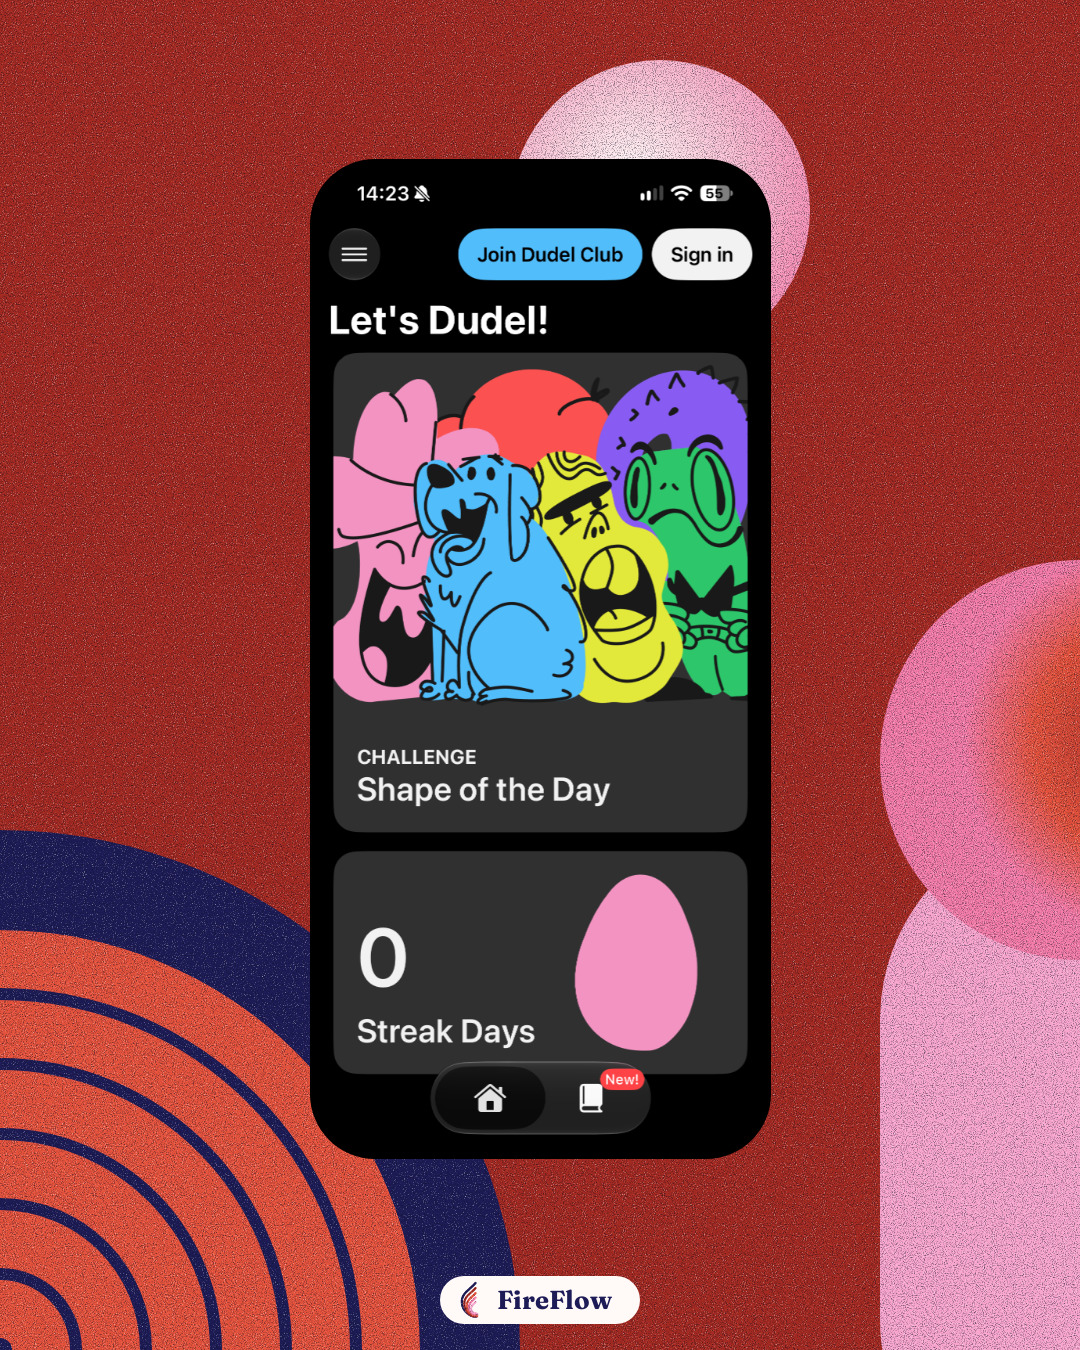 14:23
55
Join Dudel Club
Sign in
Let's Dudel!
CHALLENGE
Shape of the Day
0
Streak Days
New!
FireFlow